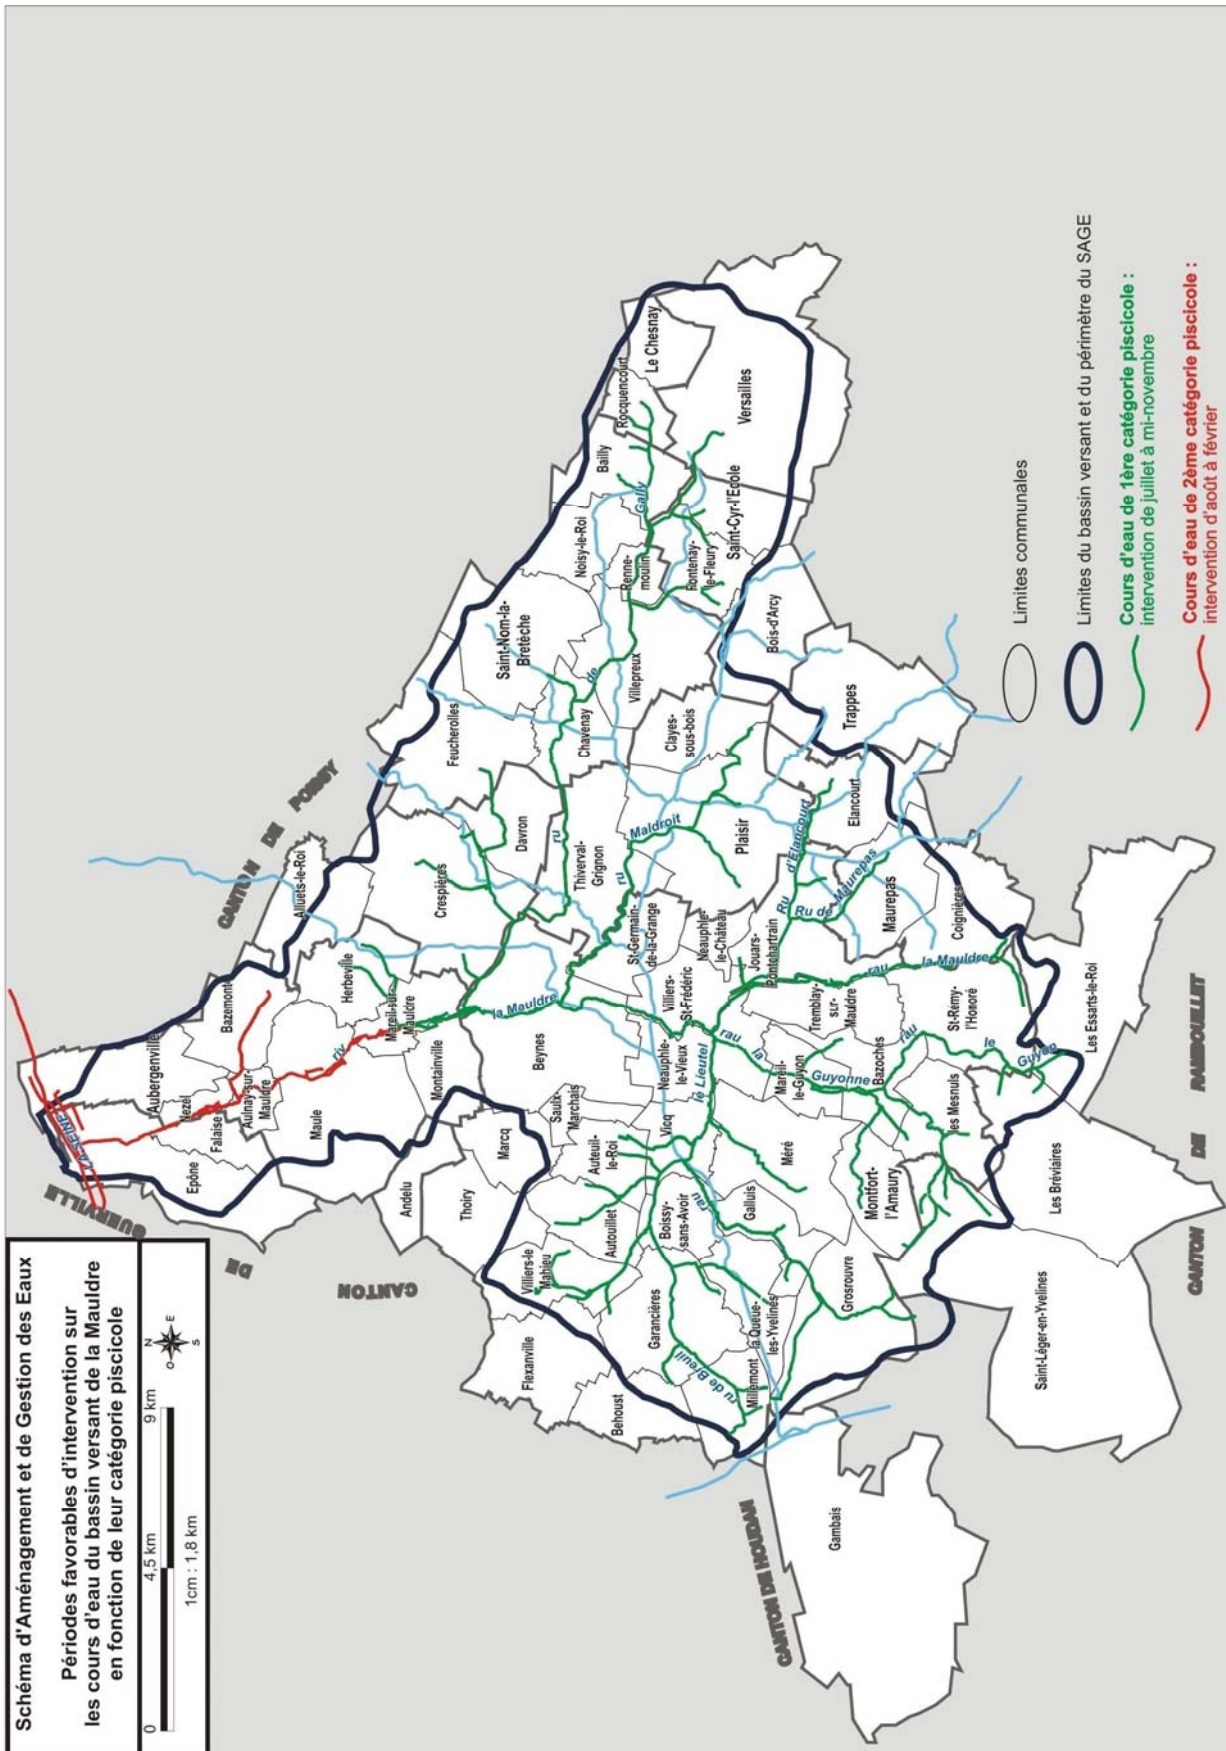 Schéma d'Aménagement et de Gestion des Eaux
Périodes favorables d'intervention sur
les cours d'eau du bassin versant de la Mauldre
en fonction de leur catégorie piscicole
0
4,5 km
9 km
1cm : 1,8 km
N
E
S
O
CANTON DE GUERVILLE
CANTON DE POISSY
CANTON DE HOUDAN
CANTON DE RAMBOUILLET
LA SEINE
Aubergenville
Epône
Nezel
Falaise
Aulnay-sur-
Mauldre
Bazemont
Maule
riv
Herbeville
Alluets-le-Roi
Mareil-sur-
Mauldre
Montainville
Andelu
Crespières
Feucherolles
Davron
Saint-Nom-la-
Bretèche
Chavenay
Thiverval-
Grignon
ru
de
Gally
Noisy-le-Roi
Bailly
Rocquencourt
Le Chesnay
Versailles
Renne-
moulin
Fontenay-
le-Fleury
Saint-Cyr-l'Ecole
Villepreux
Bois-d'Arcy
Clayes-
sous-bois
Trappes
Plaisir
ru
Maldroit
Elancourt
Ru
d'Elancourt
Ru de Maurepas
Maurepas
Coignières
la Mauldre
Beynes
Thoiry
Marcq
Saulx-
Marchais
St-Germain-
de-la-Grange
Neauphle-
le-Château
Villiers-
St-Frédéric
Neauphle-
le-Vieux
Jouars-
Pontchartrain
Vicq
le Lieutel
rau
la
Guyonne
Mareil-
le-Guyon
Tremblay-
sur-
Mauldre
rau
la Mauldre
Bazoches
St-Rémy-
l'Honoré
rau
le
Guyon
les Mesnuls
Les Essarts-le-Roi
Auteuil-
le-Roi
Autouillet
Villiers-le
Mahieu
Boissy-
sans-Avoir
rau
Galluis
Méré
Montfort-
l'Amaury
Grosrouvre
Garancières
la Queue-
les-Yvelines
Millemont
ru de Breuil
Flexanville
Behoust
Gambais
Saint-Léger-en-Yvelines
Les Bréviaires
Limites communales
Limites du bassin versant et du périmètre du SAGE
Cours d'eau de 1ère catégorie piscicole :
intervention de juillet à mi-novembre
Cours d'eau de 2ème catégorie piscicole :
intervention d'août à février